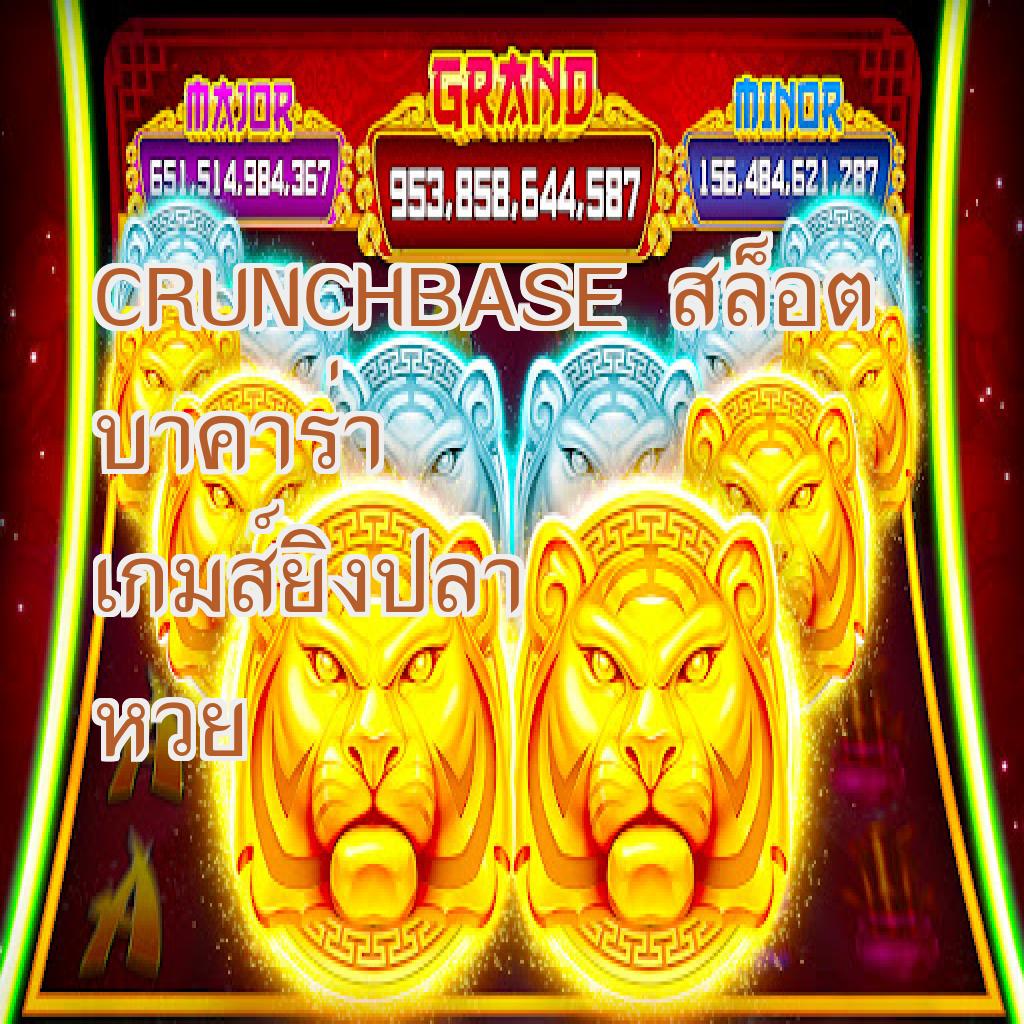 MAJOR GRAND MINOR
651,514,984,367 953,858,644,587 156,484,621,287
CRUNCHBASE สล็อต
บาคาร่า
เกมส์ยิงปลา
หวย
A
A